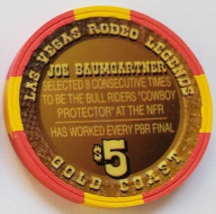 LAS VEGAS RODEO LEGENDS
JOE BAUMGARTNER
SELECTED 8 CONSECUTIVE TIMES
TO BE THE BULL RIDERS "COWBOY
PROTECTOR" AT THE NFR
HAS WORKED EVERY PBR FINAL
$5
GOLD COAST